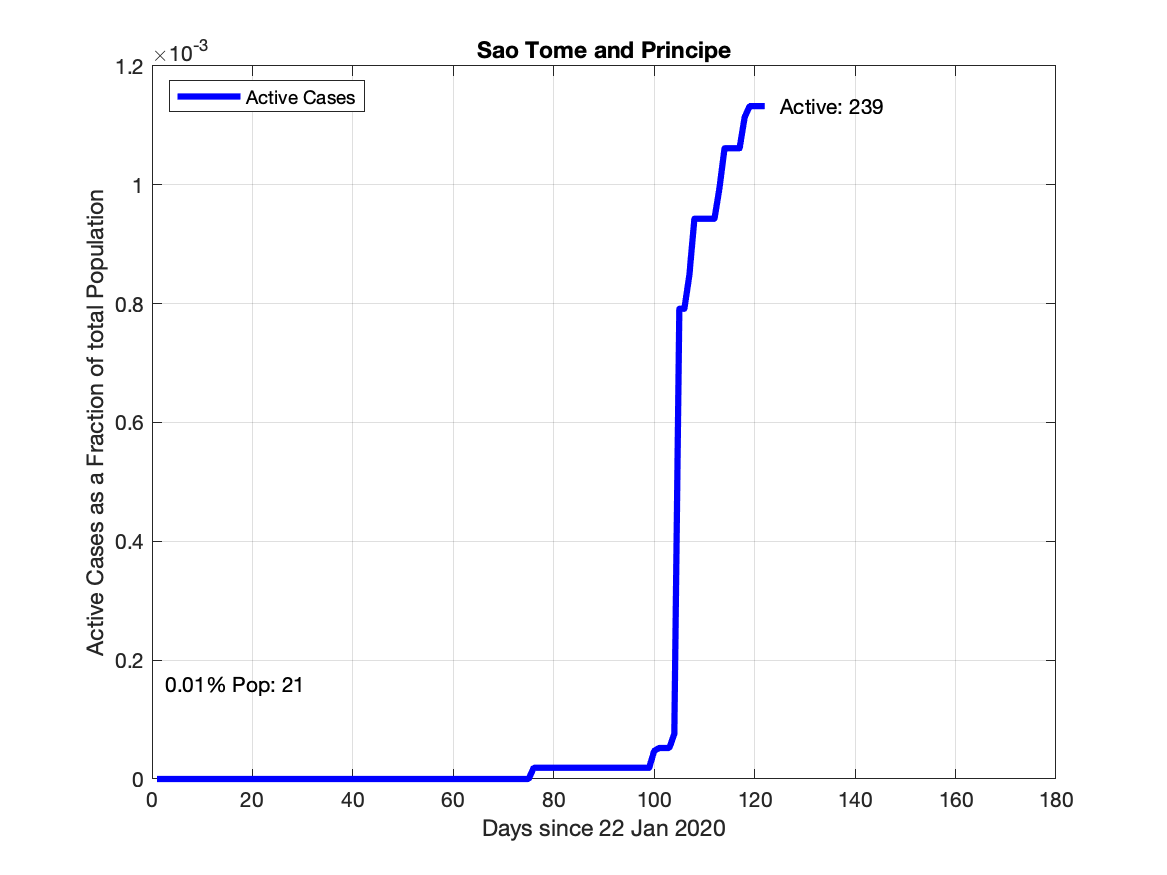 Sao Tome and Principe
×10-3
Active Cases
Active: 239
1.2
1
0.8
0.6
0.4
0.2
0
Active Cases as a Fraction of total Population
0.01% Pop: 21
0 20 40 60 80 100 120 140 160 180
Days since 22 Jan 2020